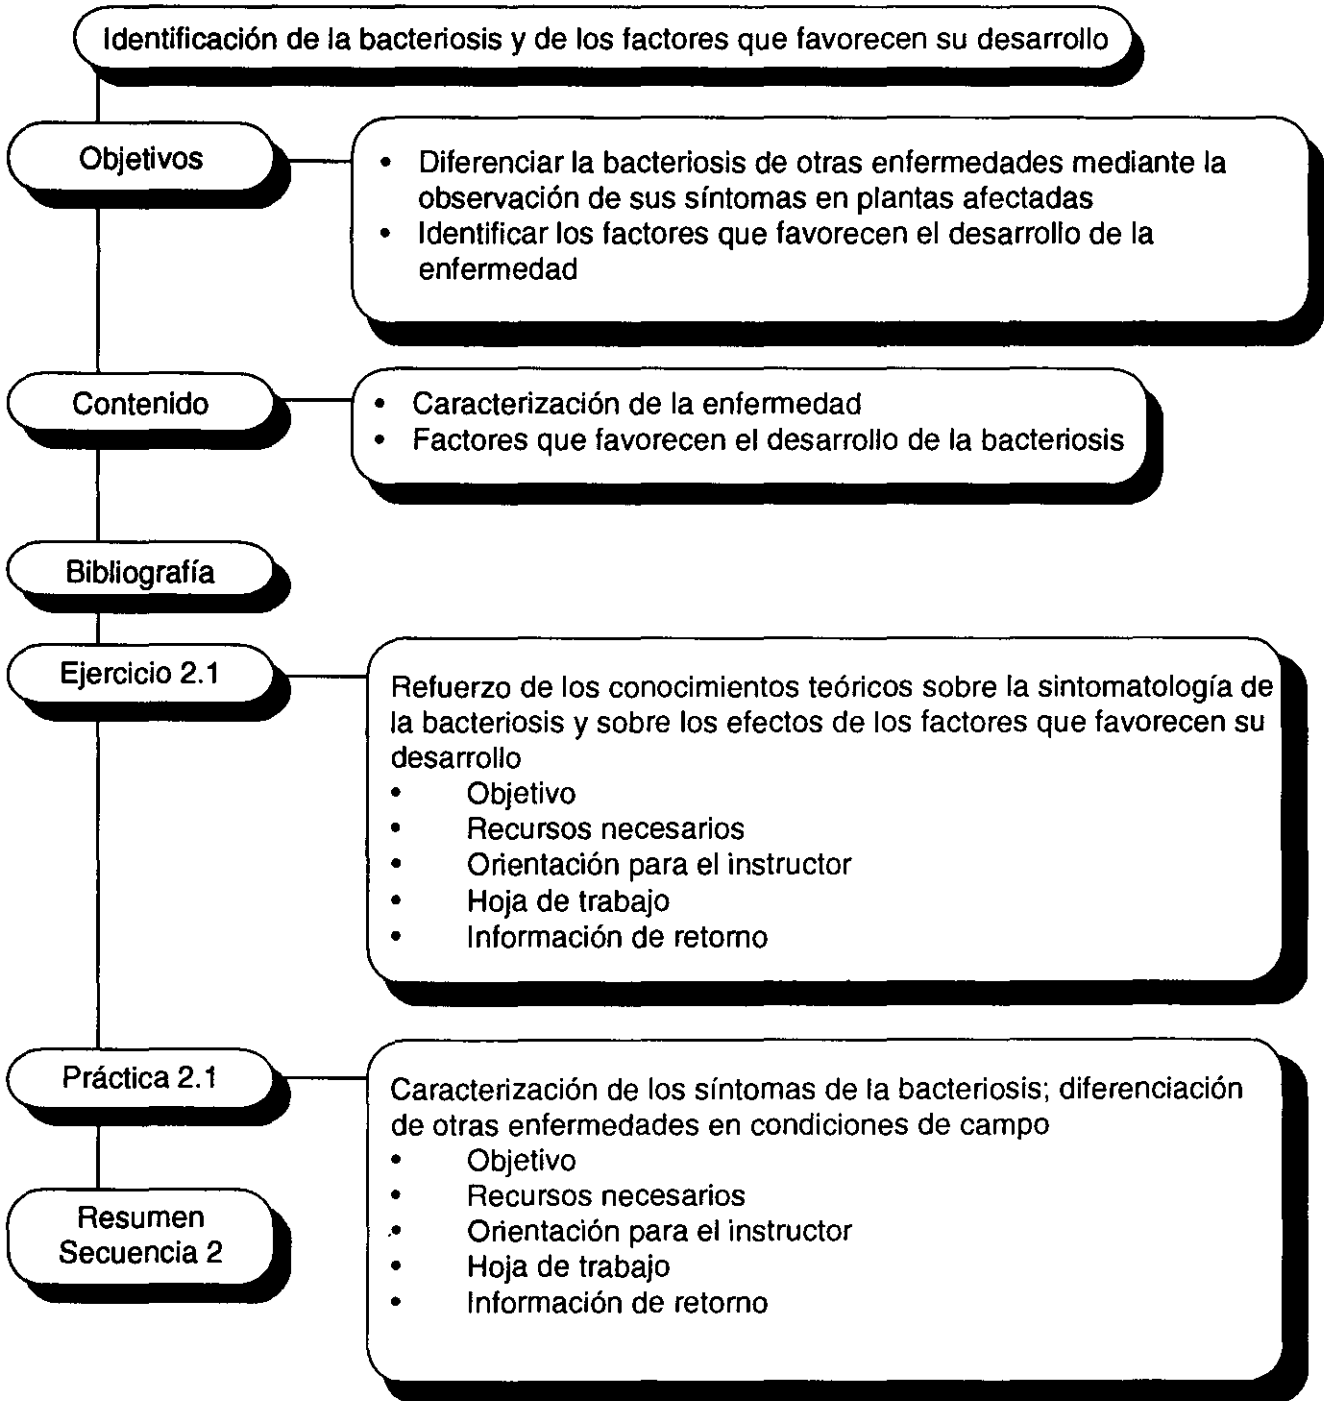 Identificación de la bacteriosis y de los factores que favorecen su desarrollo
Objetivos
• Diferenciar la bacteriosis de otras enfermedades mediante la
observación de sus síntomas en plantas afectadas
• Identificar los factores que favorecen el desarrollo de la
enfermedad
Contenido
• Caracterización de la enfermedad
• Factores que favorecen el desarrollo de la bacteriosis
Bibliografía
Ejercicio 2.1
Refuerzo de los conocimientos teóricos sobre la sintomatología de
la bacteriosis y sobre los efectos de los factores que favorecen su
desarrollo
• Objetivo
• Recursos necesarios
• Orientación para el instructor
• Hoja de trabajo
• Información de retorno
Práctica 2.1
Caracterización de los síntomas de la bacteriosis; diferenciación
de otras enfermedades en condiciones de campo
• Objetivo
• Recursos necesarios
• Orientación para el instructor
• Hoja de trabajo
• Información de retorno
Resumen
Secuencia 2